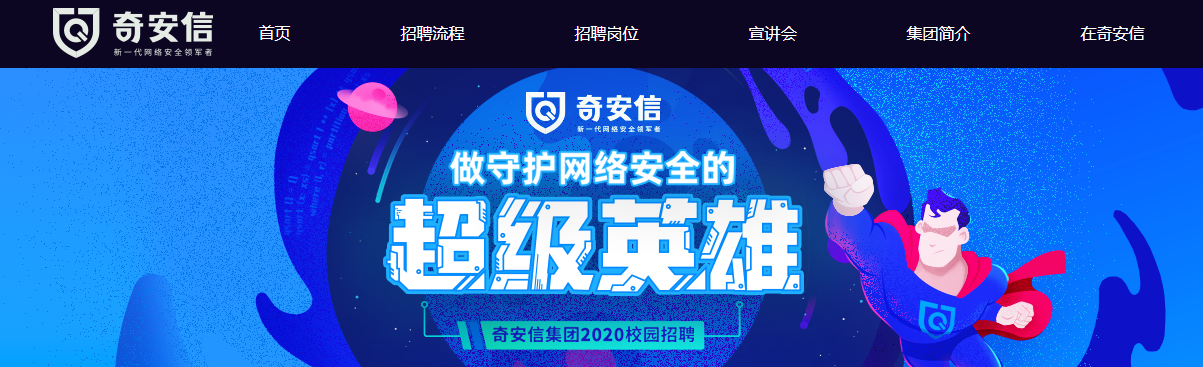 奇安信
新一代网络安全领军者
首页
招聘流程
招聘岗位
宣讲会
集团简介
在奇安信
奇安信
新一代网络安全领军者
做守护网络安全的
超级英雄
奇安信集团2020校园招聘